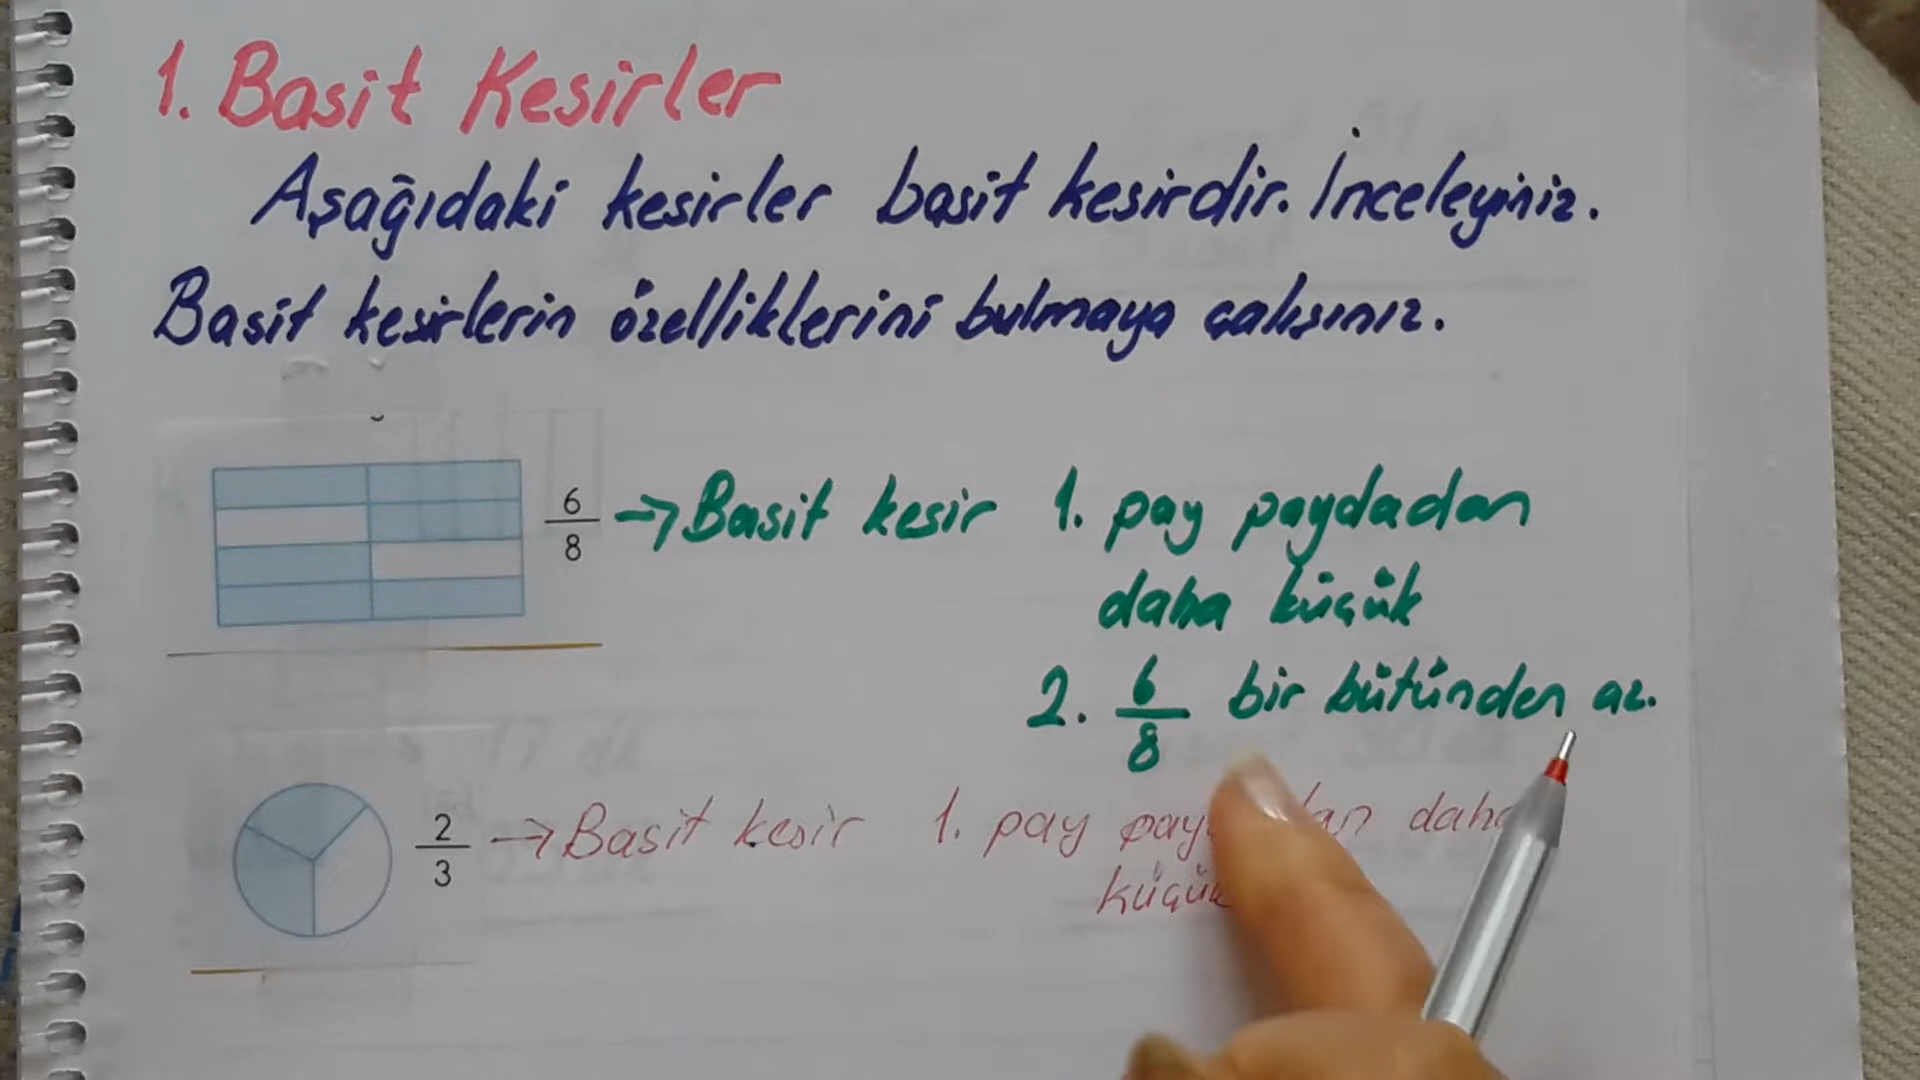 1. Basit Kesirler
Aşağıdaki kesirler basit kesirdir. İnceleyiniz.
Basit kesirlerin özelliklerini bulmaya çalışınız.
6/8 → Basit kesir 1. pay paydadan
daha küçük
2. 6/8 bir bütünden az.
2/3 → Basit kesir 1. pay daha
küçük